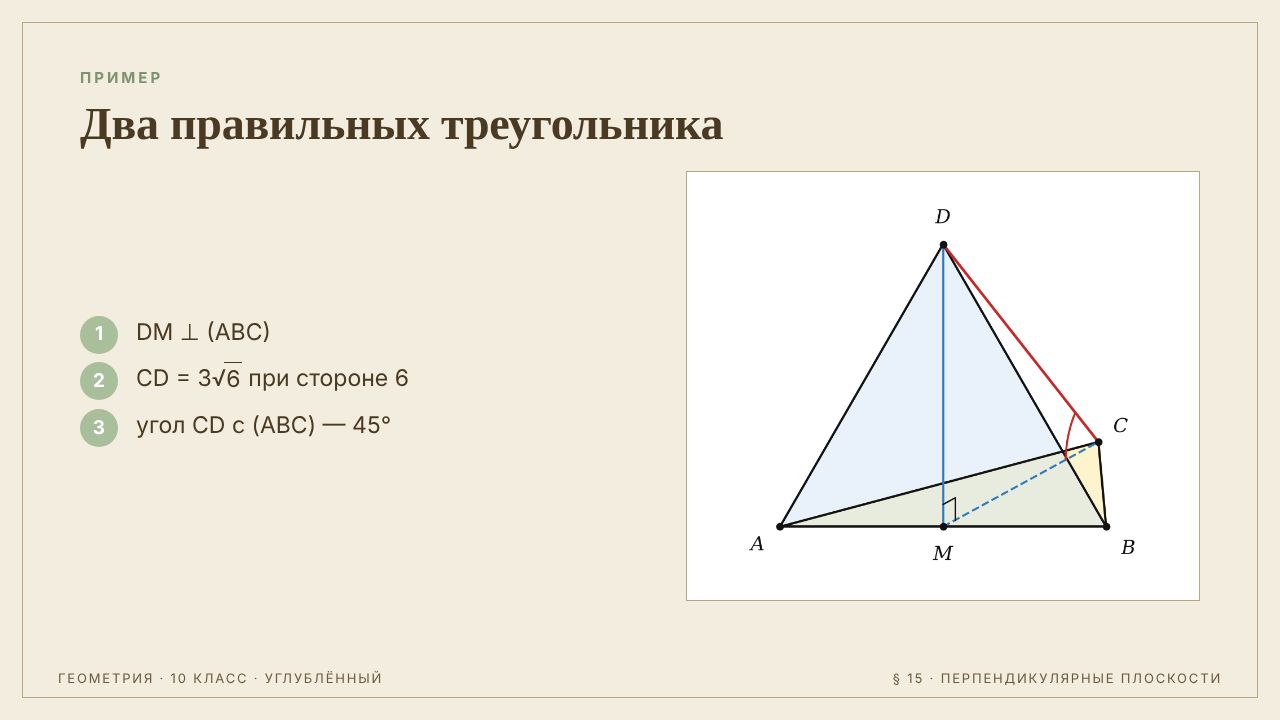 ПРИМЕР
Два правильных треугольника
1 DM ⊥ (ABC)
2 CD = 3√6 при стороне 6
3 угол CD с (ABC) — 45°
D
C
A
M
B
ГЕОМЕТРИЯ · 10 КЛАСС · УГЛУБЛЁННЫЙ
§ 15 · ПЕРПЕНДИКУЛЯРНЫЕ ПЛОСКОСТИ